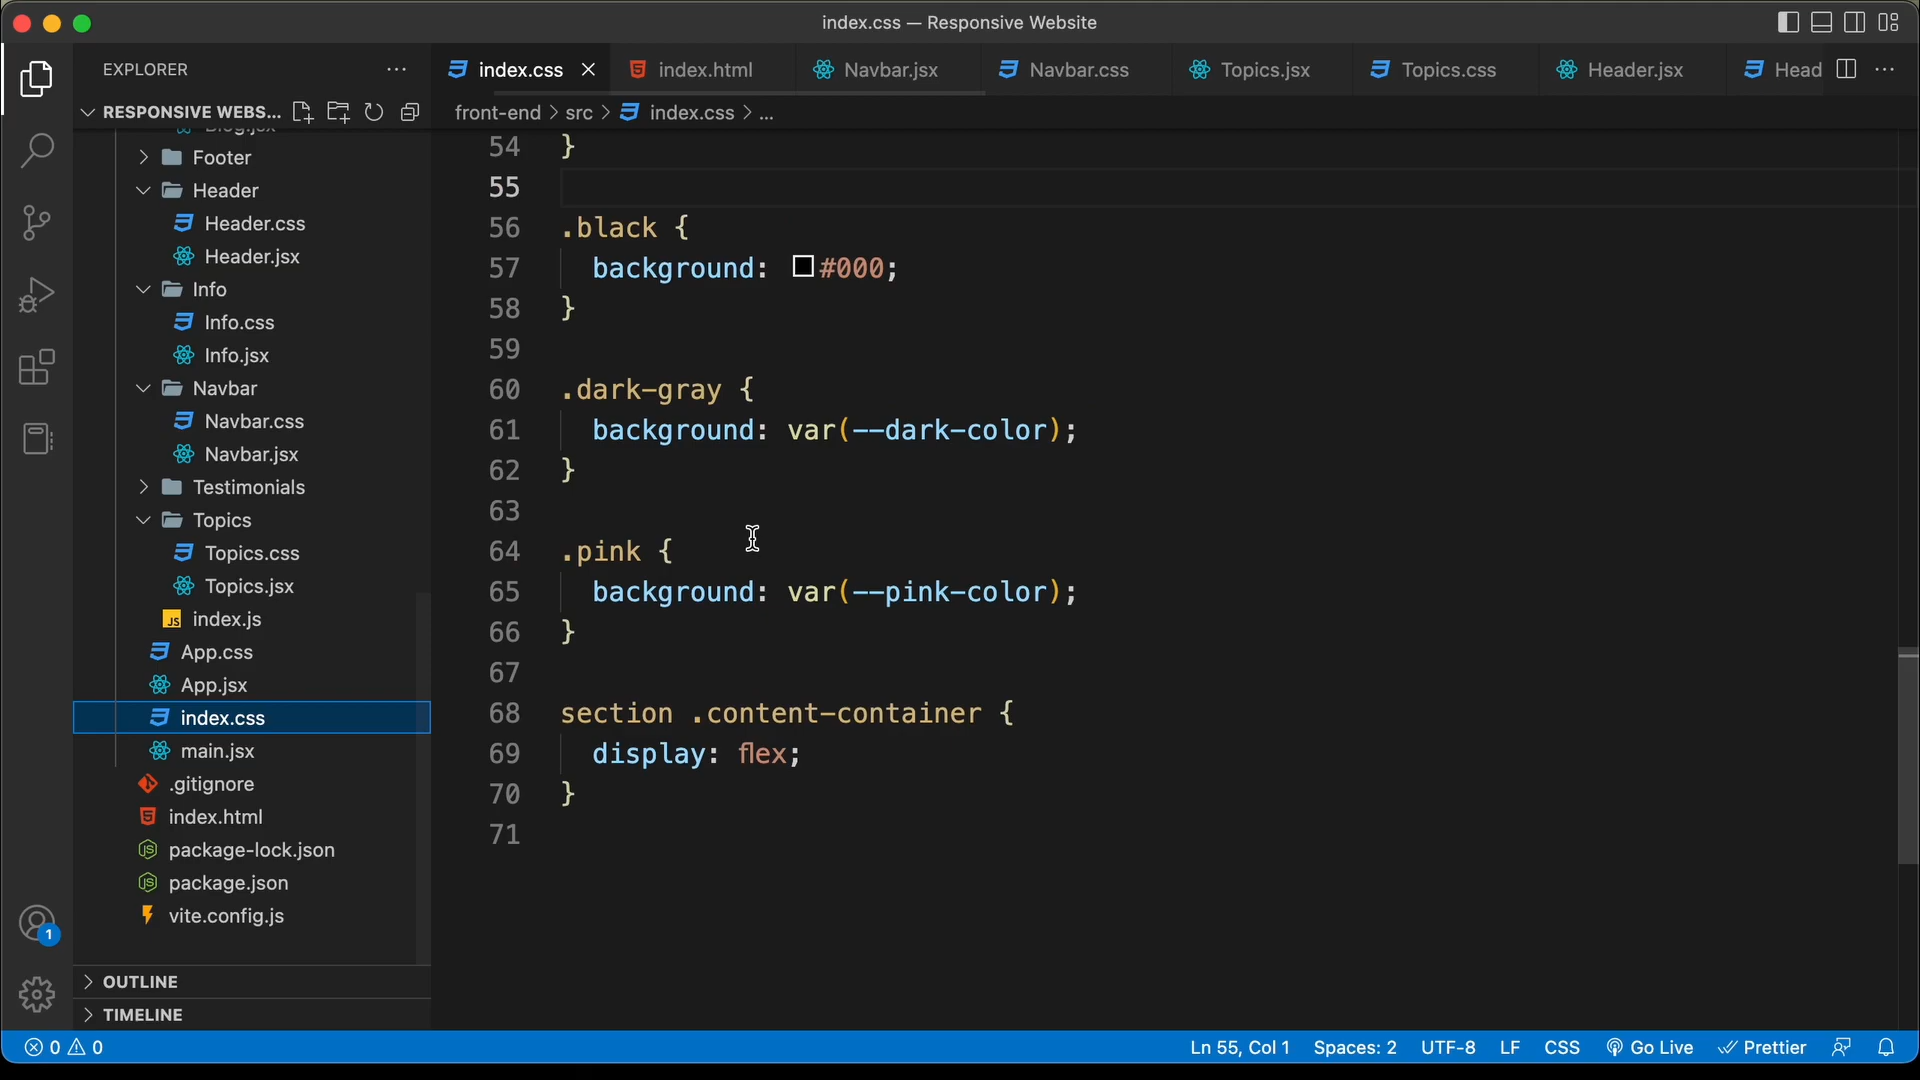 index.css — Responsive Website
EXPLORER
index.css
index.html
Navbar.jsx
Navbar.css
Topics.jsx
Topics.css
Header.jsx
Head
RESPONSIVE WEBS...
front-end > src > index.css > ...
Blog.jsx
Footer
Header
Header.css
Header.jsx
Info
Info.css
Info.jsx
Navbar
Navbar.css
Navbar.jsx
Testimonials
Topics
Topics.css
Topics.jsx
JS index.js
App.css
App.jsx
index.css
main.jsx
.gitignore
index.html
package-lock.json
package.json
vite.config.js
OUTLINE
TIMELINE
1
54 }
55
56 .black {
57 background: #000;
58 }
59
60 .dark-gray {
61 background: var(--dark-color);
62 }
63
64 .pink {
65 background: var(--pink-color);
66 }
67
68 section .content-container {
69 display: flex;
70 }
71
0 0
Ln 55, Col 1
Spaces: 2
UTF-8
LF
CSS
Go Live
Prettier